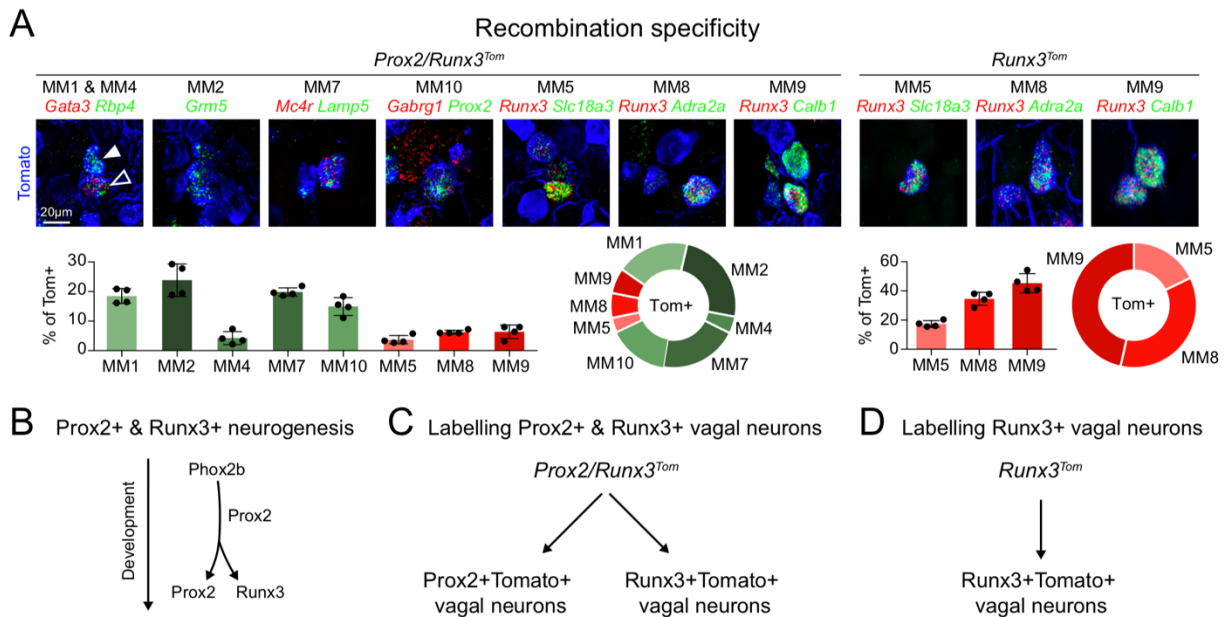 A
Recombination specificity
Prox2/Runx3Tom
Runx3Tom
MM1 & MM4
MM2
MM7
MM10
MM5
MM8
MM9
MM5
MM8
MM9
Gata3 Rbp4
Grm5
Mc4r Lamp5
Gabrg1 Prox2
Runx3 Slc18a3
Runx3 Adra2a
Runx3 Calb1
Runx3 Slc18a3
Runx3 Adra2a
Runx3 Calb1
Tomato
20μm
% of Tom+
30
20
10
0
MM1
MM2
MM4
MM7
MM10
MM5
MM8
MM9
MM1
MM2
MM9
MM8
MM5
MM4
MM10
MM7
Tom+
% of Tom+
60
40
20
0
MM5
MM8
MM9
MM9
MM5
MM8
Tom+
B
Prox2+ & Runx3+ neurogenesis
Development
Phox2b
Prox2
Prox2
Runx3
C
Labelling Prox2+ & Runx3+ vagal neurons
Prox2/Runx3Tom
Prox2+Tomato+
vagal neurons
Runx3+Tomato+
vagal neurons
D
Labelling Runx3+ vagal neurons
Runx3Tom
Runx3+Tomato+
vagal neurons